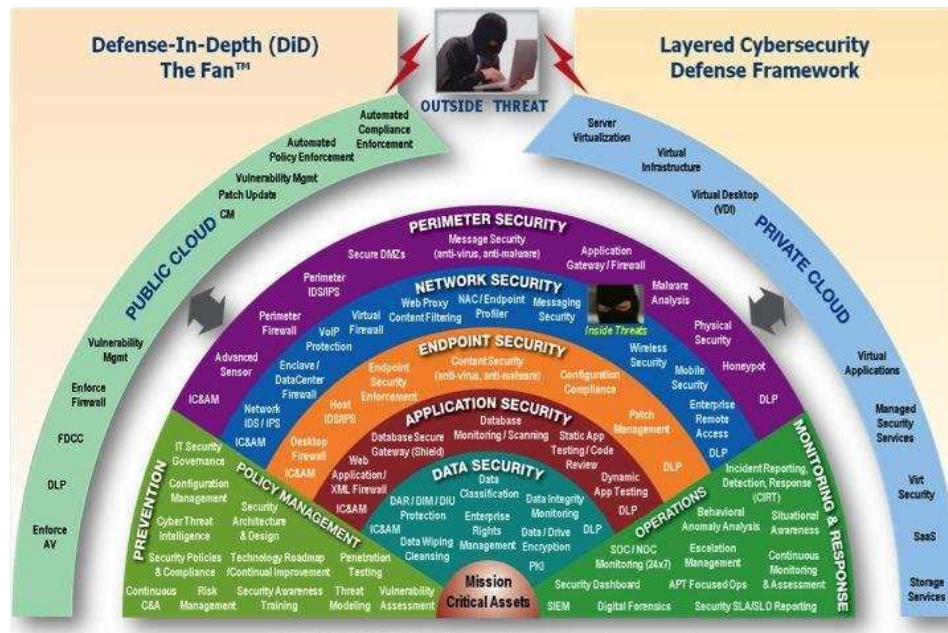 Defense-In-Depth (DiD)
The Fan™
OUTSIDE THREAT
Layered Cybersecurity
Defense Framework
PUBLIC CLOUD
Automated
Compliance
Enforcement
Automated
Policy Enforcement
Vulnerability Mgmt
Patch Update
CM
Vulnerability
Mgmt
Enforce
Firewall
FDCC
DLP
Enforce
AV
PRIVATE CLOUD
Server
Virtualization
Virtual
Infrastructure
Virtual Desktop
(VDI)
Virtual
Applications
Managed
Security
Services
Virt
Security
SaaS
Storage
Services
PERIMETER SECURITY
IC&AM
Advanced
Sensor
Perimeter
Firewall
Perimeter
IDS/IPS
Secure DMZs
Message Security
(anti-virus, anti-malware)
Application
Gateway / Firewall
Malware
Analysis
Physical
Security
Honeypot
DLP
NETWORK SECURITY
IC&AM
Network
IDS / IPS
Enclave /
DataCenter
Firewall
VoIP
Protection
Virtual
Firewall
Web Proxy
Content Filtering
NAC / Endpoint
Profiler
Messaging
Security
Inside Threats
Wireless
Security
Mobile
Security
Enterprise
Remote
Access
DLP
ENDPOINT SECURITY
IC&AM
Desktop
Firewall
Host
IDS/IPS
Endpoint
Security
Enforcement
Content Security
(anti-virus, anti-malware)
Configuration
Compliance
Patch
Management
DLP
APPLICATION SECURITY
IC&AM
Web
Application /
XML Firewall
Database Secure
Gateway (Shield)
Database
Monitoring / Scanning
Static App
Testing / Code
Review
Dynamic
App Testing
DLP
DATA SECURITY
IC&AM
DAR / DIM / DIU
Protection
Data Wiping
Cleansing
Data
Classification
Enterprise
Rights
Management
Data Integrity
Monitoring
Data / Drive
Encryption
DLP
PKI
Mission
Critical Assets
PREVENTION
POLICY MANAGEMENT
IT Security
Governance
Configuration
Management
Security
Architecture
& Design
Cyber Threat
Intelligence
Security Policies
& Compliance
Technology Roadmap
/Continual Improvement
Penetration
Testing
Continuous
C&A
Risk
Management
Security Awareness
Training
Threat
Modeling
Vulnerability
Assessment
OPERATIONS
MONITORING & RESPONSE
Incident Reporting,
Detection, Response
(CIRT)
Behavioral
Anomaly Analysis
Situational
Awareness
SOC / NOC
Monitoring (24x7)
Escalation
Management
Continuous
Monitoring
& Assessment
Security Dashboard
APT Focused Ops
SIEM
Digital Forensics
Security SLA/SLO Reporting